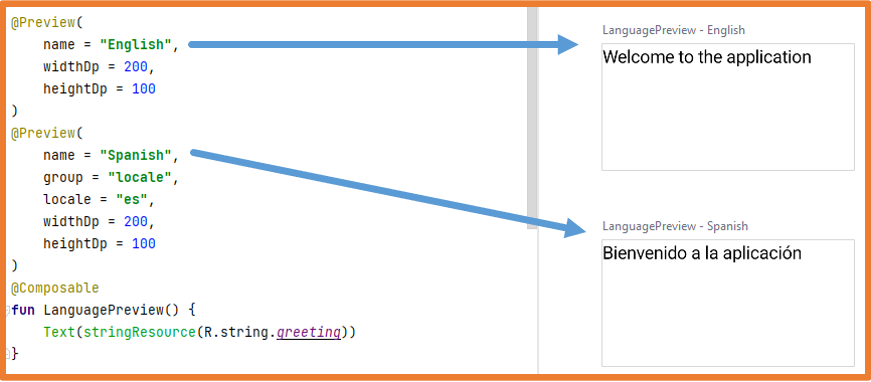 @Preview(
    name = "English",
    widthDp = 200,
    heightDp = 100
)
@Preview(
    name = "Spanish",
    group = "locale",
    locale = "es",
    widthDp = 200,
    heightDp = 100
)
@Composable
fun LanguagePreview() {
    Text(stringResource(R.string.greeting))
}
LanguagePreview - English
Welcome to the application
LanguagePreview - Spanish
Bienvenido a la aplicación